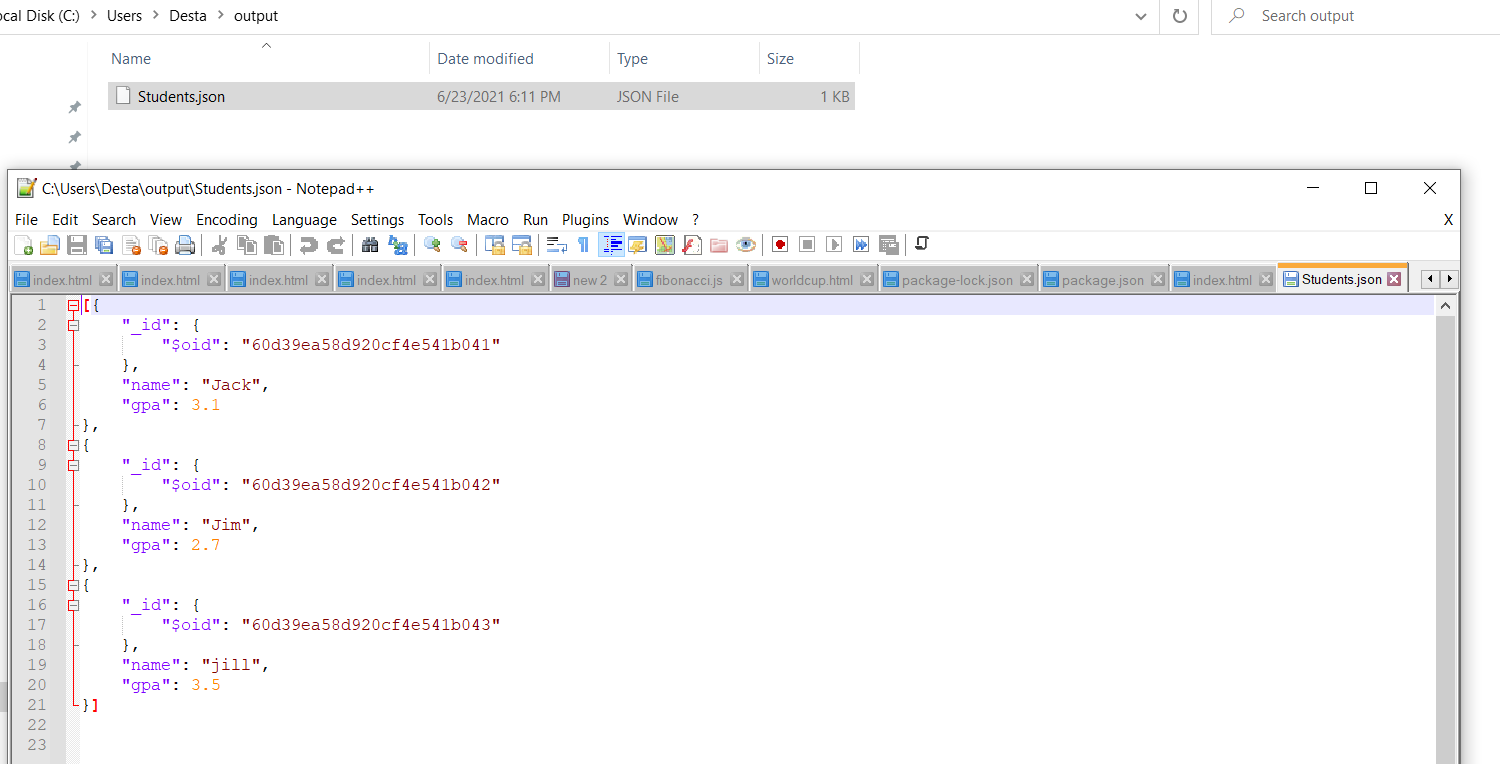 ocal Disk (C:) > Users > Desta > output
Search output
Name Date modified Type Size
Students.json 6/23/2021 6:11 PM JSON File 1 KB
C:\Users\Desta\output\Students.json - Notepad++
File Edit Search View Encoding Language Settings Tools Macro Run Plugins Window ? X
index.html index.html index.html index.html index.html new 2 fibonacci.js worldcup.html package-lock.json package.json index.html Students.json
1 [{
2 "_id": {
3 "$oid": "60d39ea58d920cf4e541b041"
4 },
5 "name": "Jack",
6 "gpa": 3.1
7 },
8 {
9 "_id": {
10 "$oid": "60d39ea58d920cf4e541b042"
11 },
12 "name": "Jim",
13 "gpa": 2.7
14 },
15 {
16 "_id": {
17 "$oid": "60d39ea58d920cf4e541b043"
18 },
19 "name": "jill",
20 "gpa": 3.5
21 }]
22
23